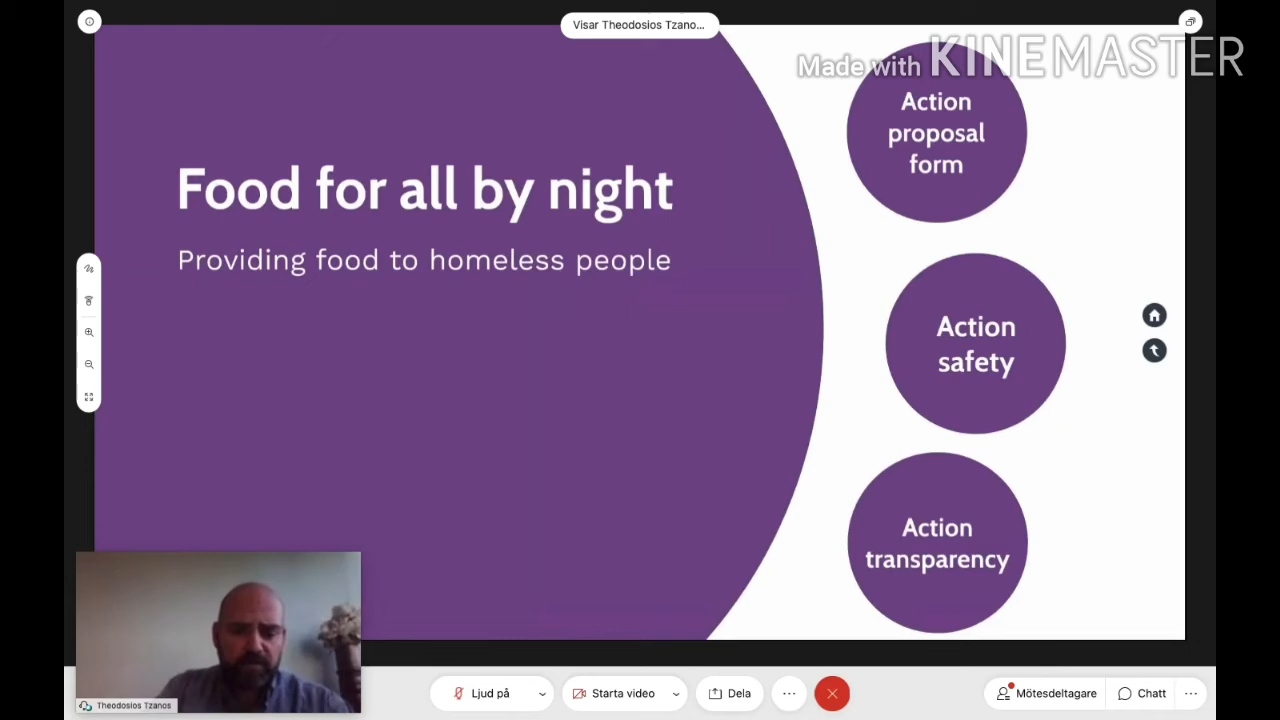 Visar Theodosios Tzano...
Made with KINEMASTER
Food for all by night
Providing food to homeless people
Action
proposal
form
Action
safety
Action
transparency
Theodosios Tzanos
Ljud på
Starta video
Dela
Mötesdeltagare
Chatt